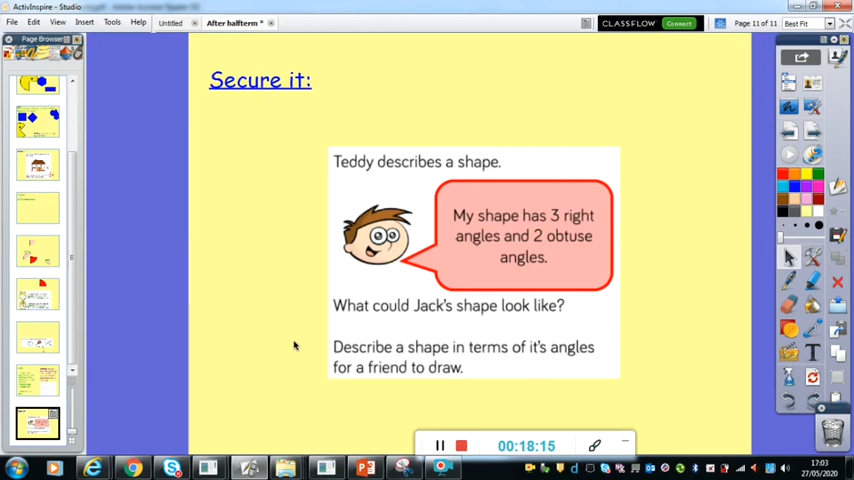 ActivInspire - Studio
File Edit View Insert Tools Help
Untitled
After halfterm *
CLASSFLOW Connect
Page 11 of 11
Best Fit
Page Browser
Secure it:
Teddy describes a shape.
My shape has 3 right
angles and 2 obtuse
angles.
What could Jack's shape look like?
Describe a shape in terms of it's angles
for a friend to draw.
00:18:15
17:03
27/05/2020